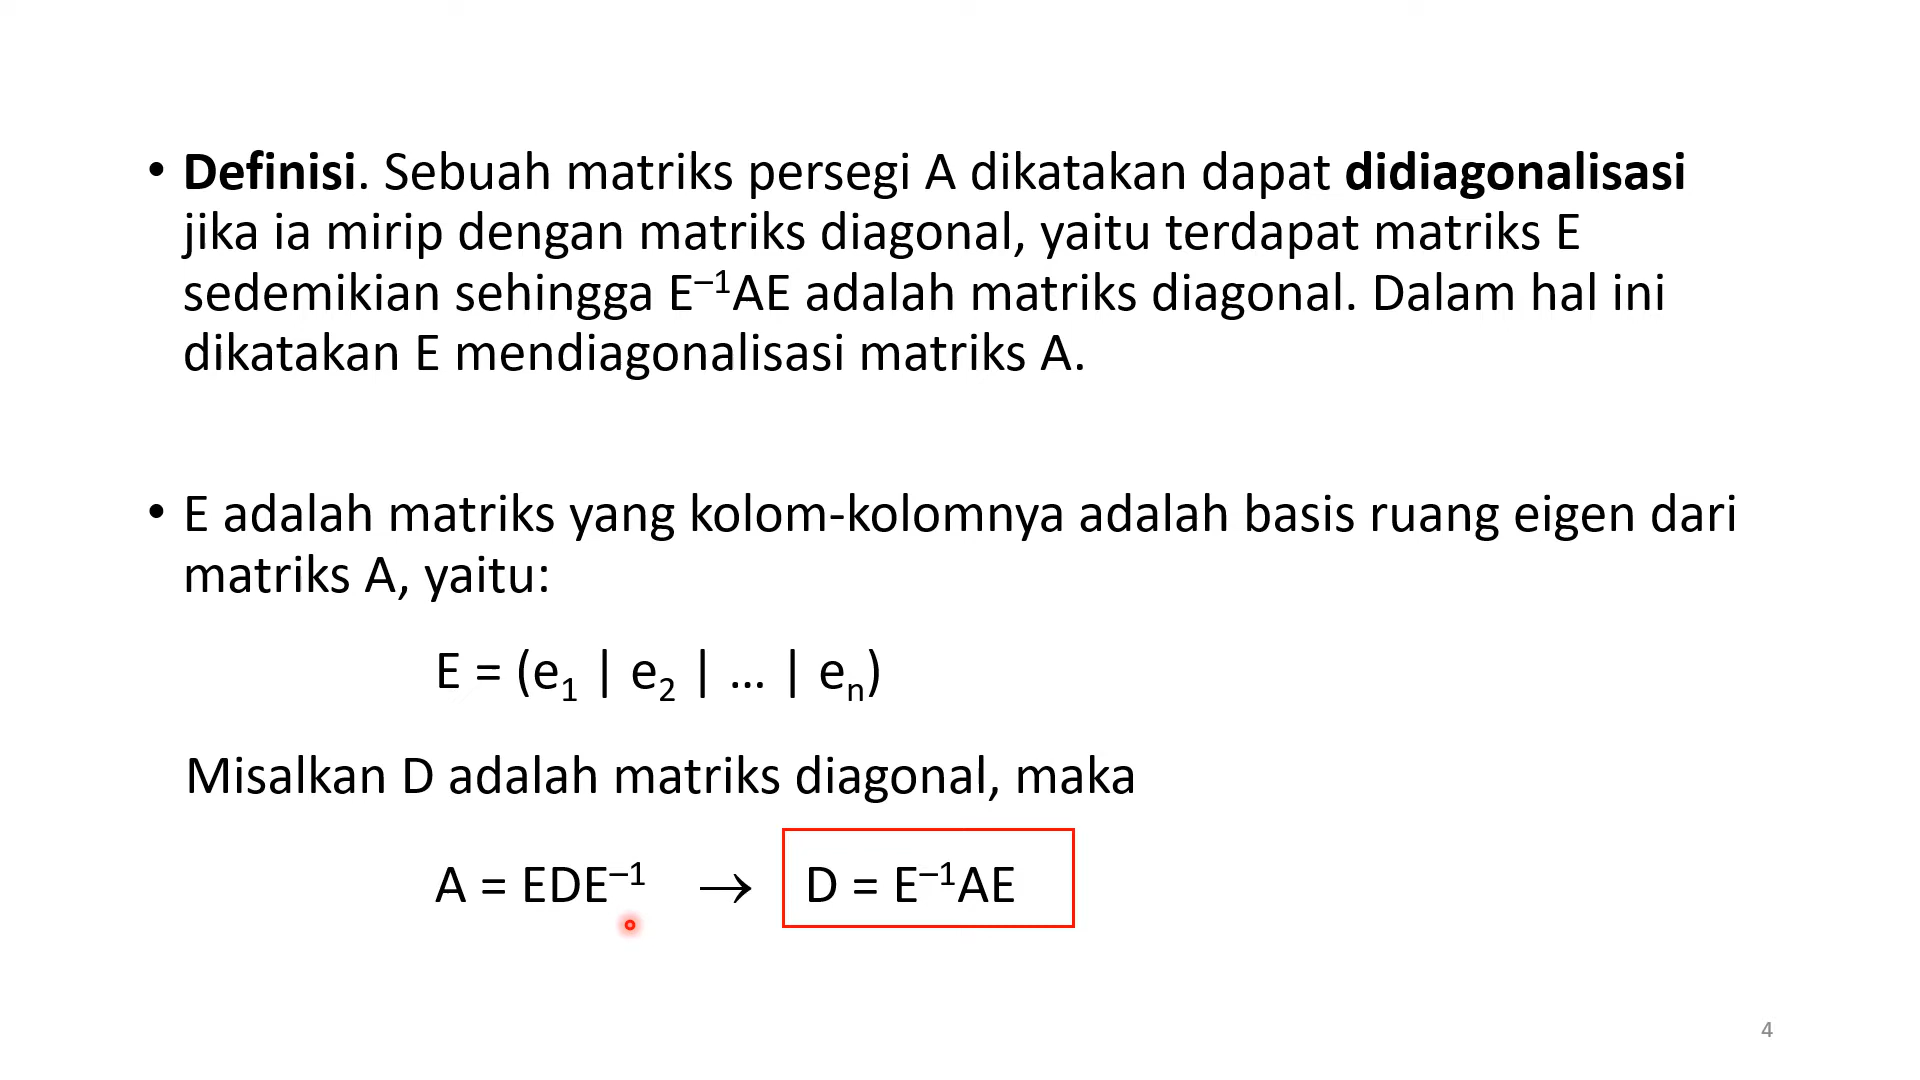 • Definisi. Sebuah matriks persegi A dikatakan dapat didiagonalisasi
jika ia mirip dengan matriks diagonal, yaitu terdapat matriks E
sedemikian sehingga E⁻¹AE adalah matriks diagonal. Dalam hal ini
dikatakan E mendiagonalisasi matriks A.
• E adalah matriks yang kolom-kolomnya adalah basis ruang eigen dari
matriks A, yaitu:
E = (e₁ | e₂ | … | eₙ)
Misalkan D adalah matriks diagonal, maka
A = EDE⁻¹ → D = E⁻¹AE
4